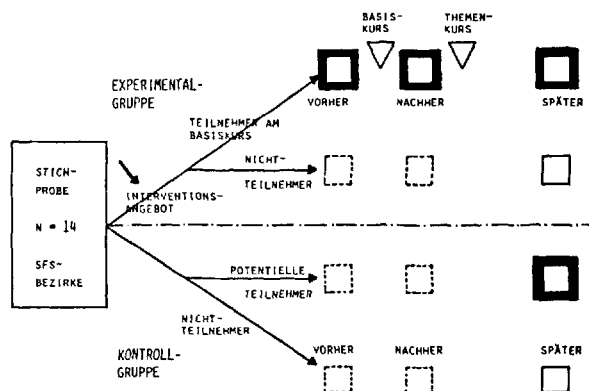 BASIS-
KURS
THEMEN-
KURS
EXPERIMENTAL-
GRUPPE
VORHER
NACHHER
SPÄTER
TEILNEHMER AM
BASISKURS
NICHT-
TEILNEHMER
INTERVENTIONS-
ANGEBOT
STICH-
PROBE
N = 14
SFS-
BEZIRKE
POTENTIELLE
TEILNEHMER
NICHT-
TEILNEHMER
KONTROLL-
GRUPPE
VORHER
NACHHER
SPÄTER